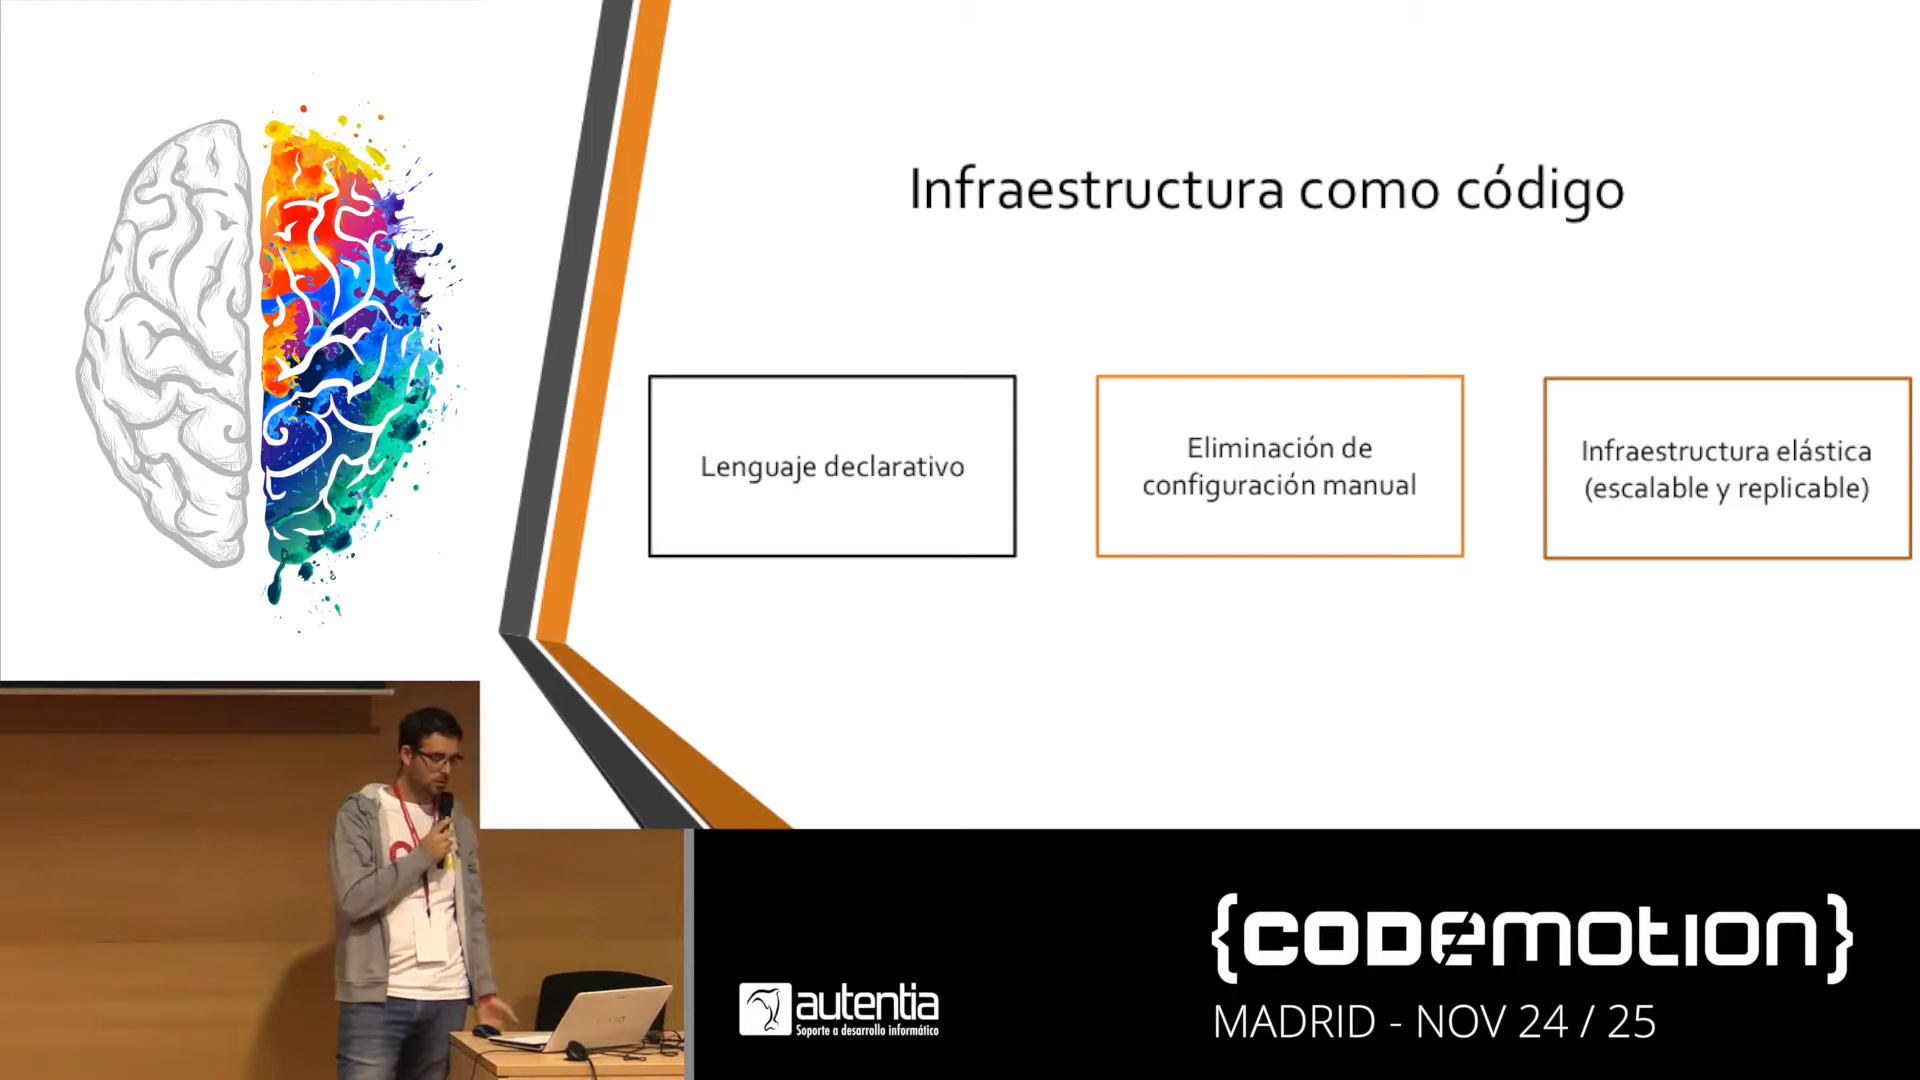 Infraestructura como código
Lenguaje declarativo
Eliminación de
configuración manual
Infraestructura elástica
(escalable y replicable)
autentia
Soporte a desarrollo informático
{CODEMOTION}
MADRID - NOV 24 / 25